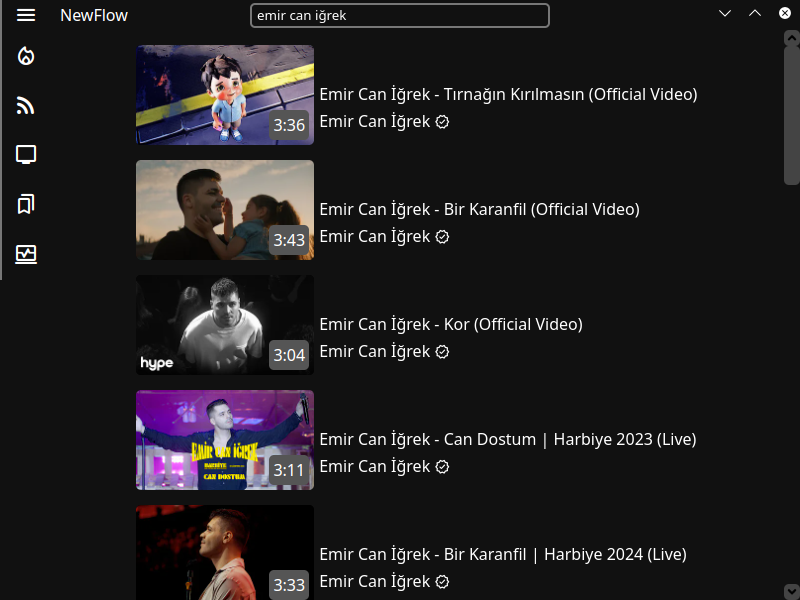 NewFlow
emir can iğrek
3:36
Emir Can İğrek - Tırnağın Kırılmasın (Official Video)
Emir Can İğrek
3:43
Emir Can İğrek - Bir Karanfil (Official Video)
Emir Can İğrek
hype
3:04
Emir Can İğrek - Kor (Official Video)
Emir Can İğrek
EMİR CAN İĞREK
HARBİYE
CAN DOSTUM
3:11
Emir Can İğrek - Can Dostum | Harbiye 2023 (Live)
Emir Can İğrek
3:33
Emir Can İğrek - Bir Karanfil | Harbiye 2024 (Live)
Emir Can İğrek